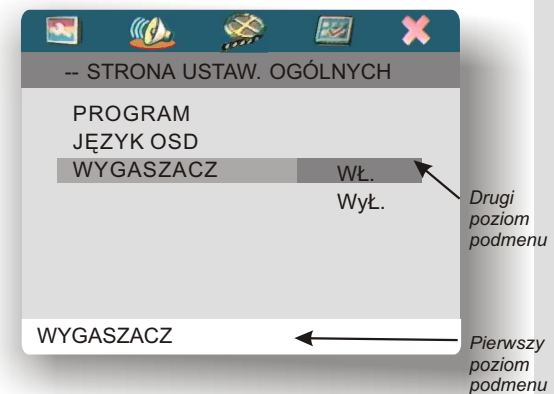 -- STRONA USTAW. OGÓLNYCH
PROGRAM
JĘZYK OSD
WYGASZACZ WŁ.
WyŁ.
Drugi
poziom
podmenu
WYGASZACZ
Pierwszy
poziom
podmenu